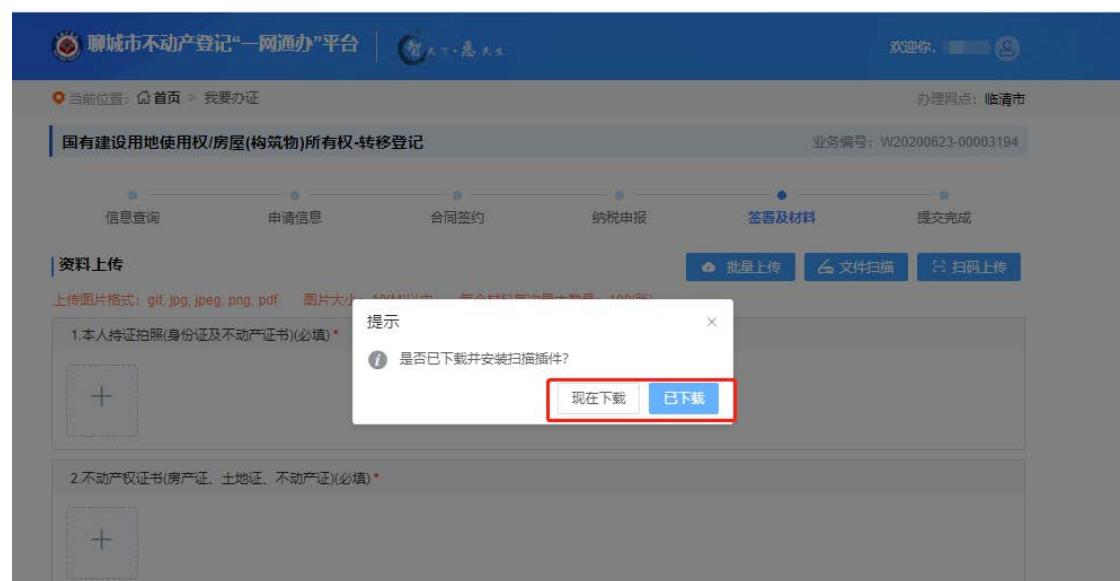 聊城市不动产登记“一网通办”平台
智天下·惠民生
欢迎你,
当前位置: 首页 > 我要办证
办理网点: 临清市
国有建设用地使用权/房屋(构筑物)所有权-转移登记
业务编号: W20200623-00003194
信息查询
申请信息
合同签约
纳税申报
签署及材料
提交完成
资料上传
批量上传
文件扫描
扫码上传
上传图片格式: gif, jpg, jpeg, png, pdf 图片大小:
1.本人持证拍照(身份证及不动产证书)(必填) *
提示
是否已下载并安装扫描插件?
现在下载
已下载
2.不动产权证书(房产证、土地证、不动产证)(必填) *